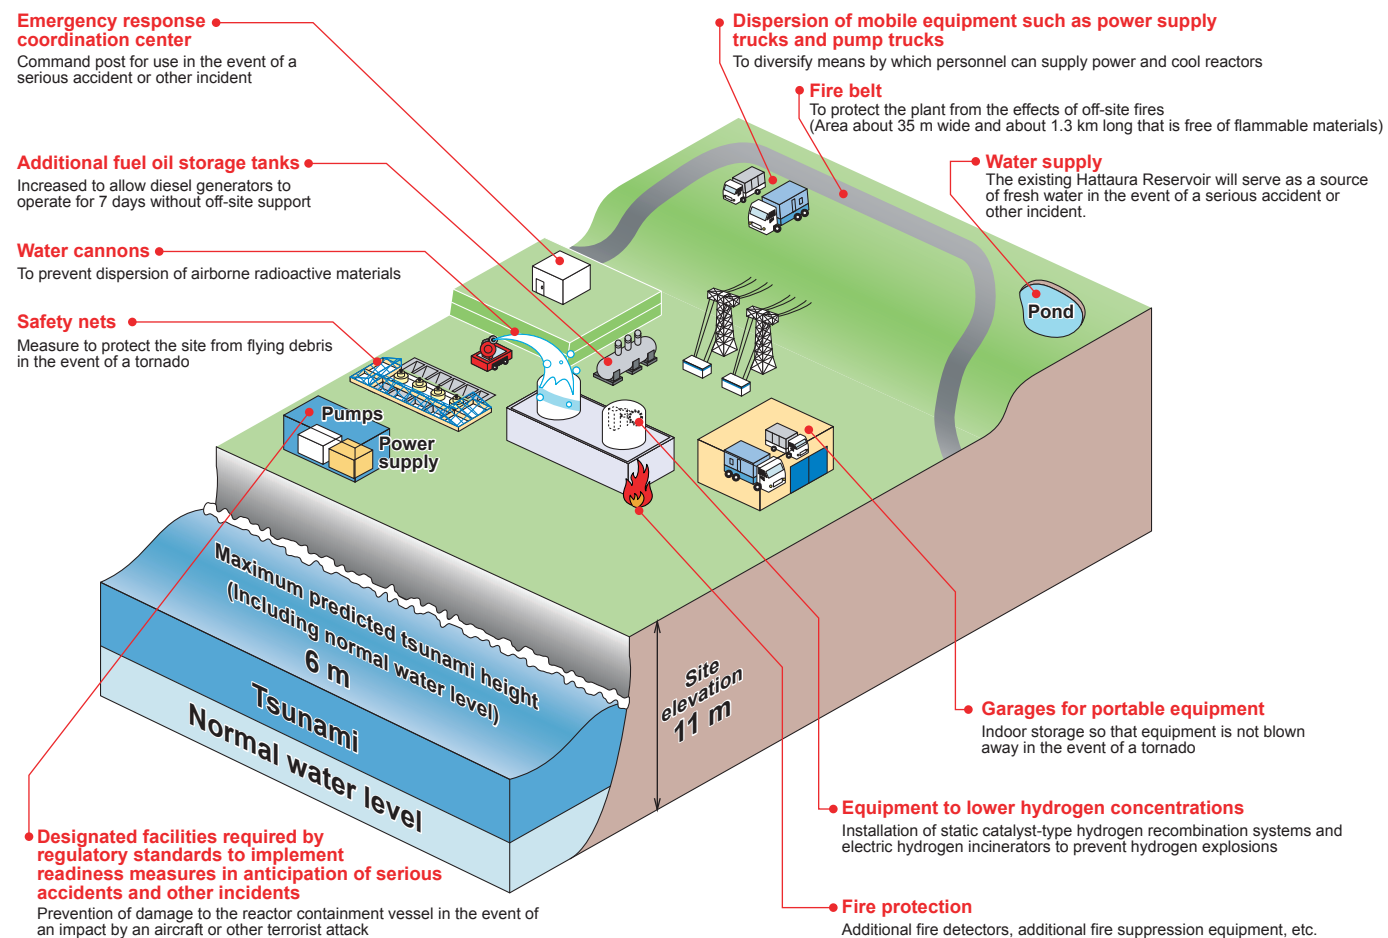 Emergency response
coordination center
Command post for use in the event of a
serious accident or other incident
Additional fuel oil storage tanks
Increased to allow diesel generators to
operate for 7 days without off-site support
Water cannons
To prevent dispersion of airborne radioactive materials
Safety nets
Measure to protect the site from flying debris
in the event of a tornado
Dispersion of mobile equipment such as power supply
trucks and pump trucks
To diversify means by which personnel can supply power and cool reactors
Fire belt
To protect the plant from the effects of off-site fires
(Area about 35 m wide and about 1.3 km long that is free of flammable materials)
Water supply
The existing Hattaura Reservoir will serve as a source
of fresh water in the event of a serious accident or
other incident.
Pond
Pumps
Power
supply
Maximum predicted tsunami height
(Including normal water level)
6 m
Tsunami
Normal water level
Site
elevation
11 m
Garages for portable equipment
Indoor storage so that equipment is not blown
away in the event of a tornado
Equipment to lower hydrogen concentrations
Installation of static catalyst-type hydrogen recombination systems and
electric hydrogen incinerators to prevent hydrogen explosions
Fire protection
Additional fire detectors, additional fire suppression equipment, etc.
Designated facilities required by
regulatory standards to implement
readiness measures in anticipation of serious
accidents and other incidents
Prevention of damage to the reactor containment vessel in the event of
an impact by an aircraft or other terrorist attack